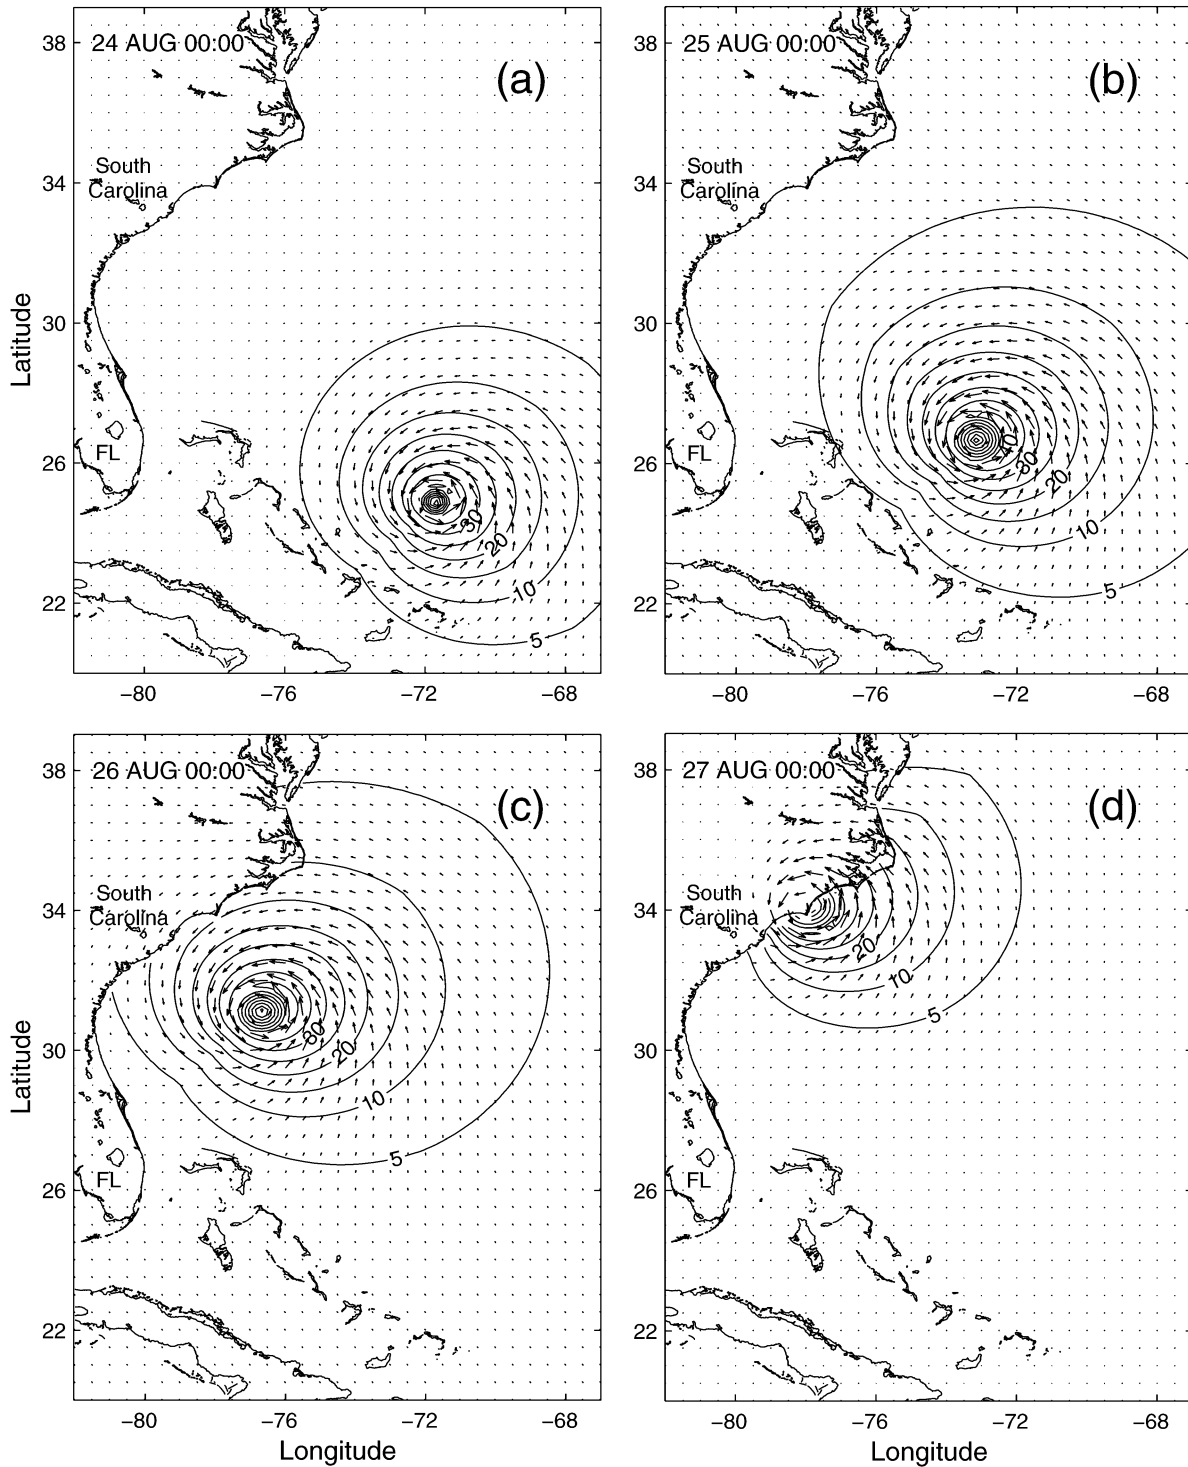 24 AUG 00:00
(a)
South
Carolina
FL
30
20
10
5
38
34
30
26
22
Latitude
−80
−76
−72
−68
25 AUG 00:00
(b)
South
Carolina
FL
40
30
20
10
5
38
34
30
26
22
−80
−76
−72
−68
26 AUG 00:00
(c)
South
Carolina
FL
30
20
10
5
38
34
30
26
22
Latitude
−80
−76
−72
−68
Longitude
27 AUG 00:00
(d)
South
Carolina
FL
20
10
5
38
34
30
26
22
−80
−76
−72
−68
Longitude